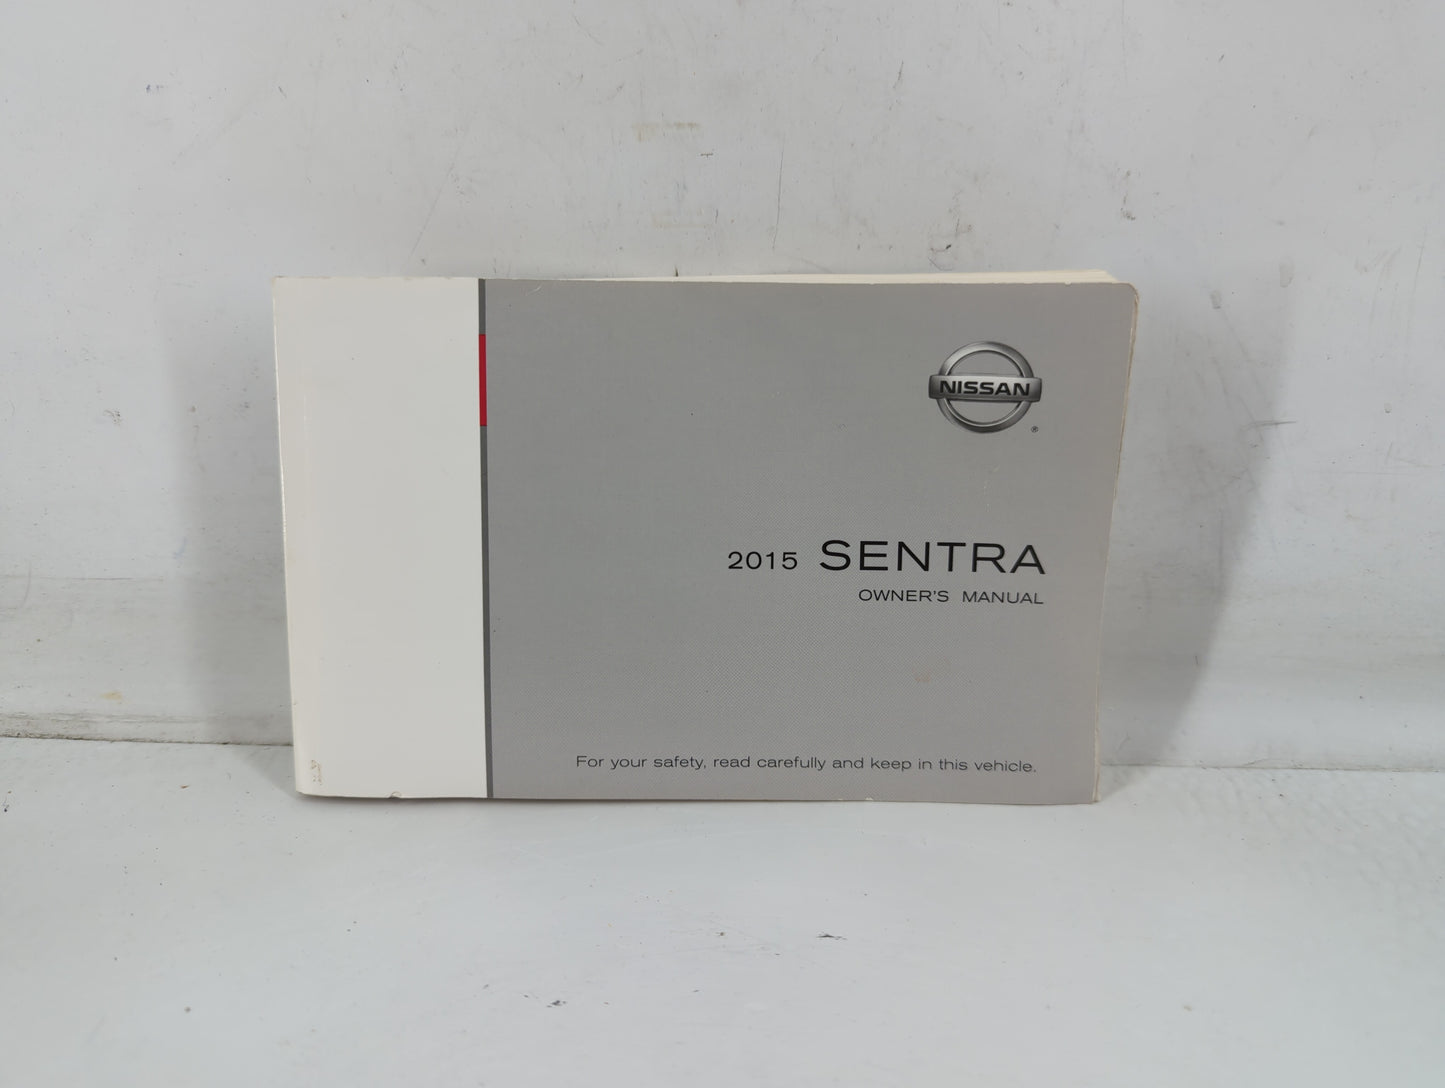 NISSAN
®
2015 SENTRA
OWNER'S MANUAL
For your safety, read carefully and keep in this vehicle.